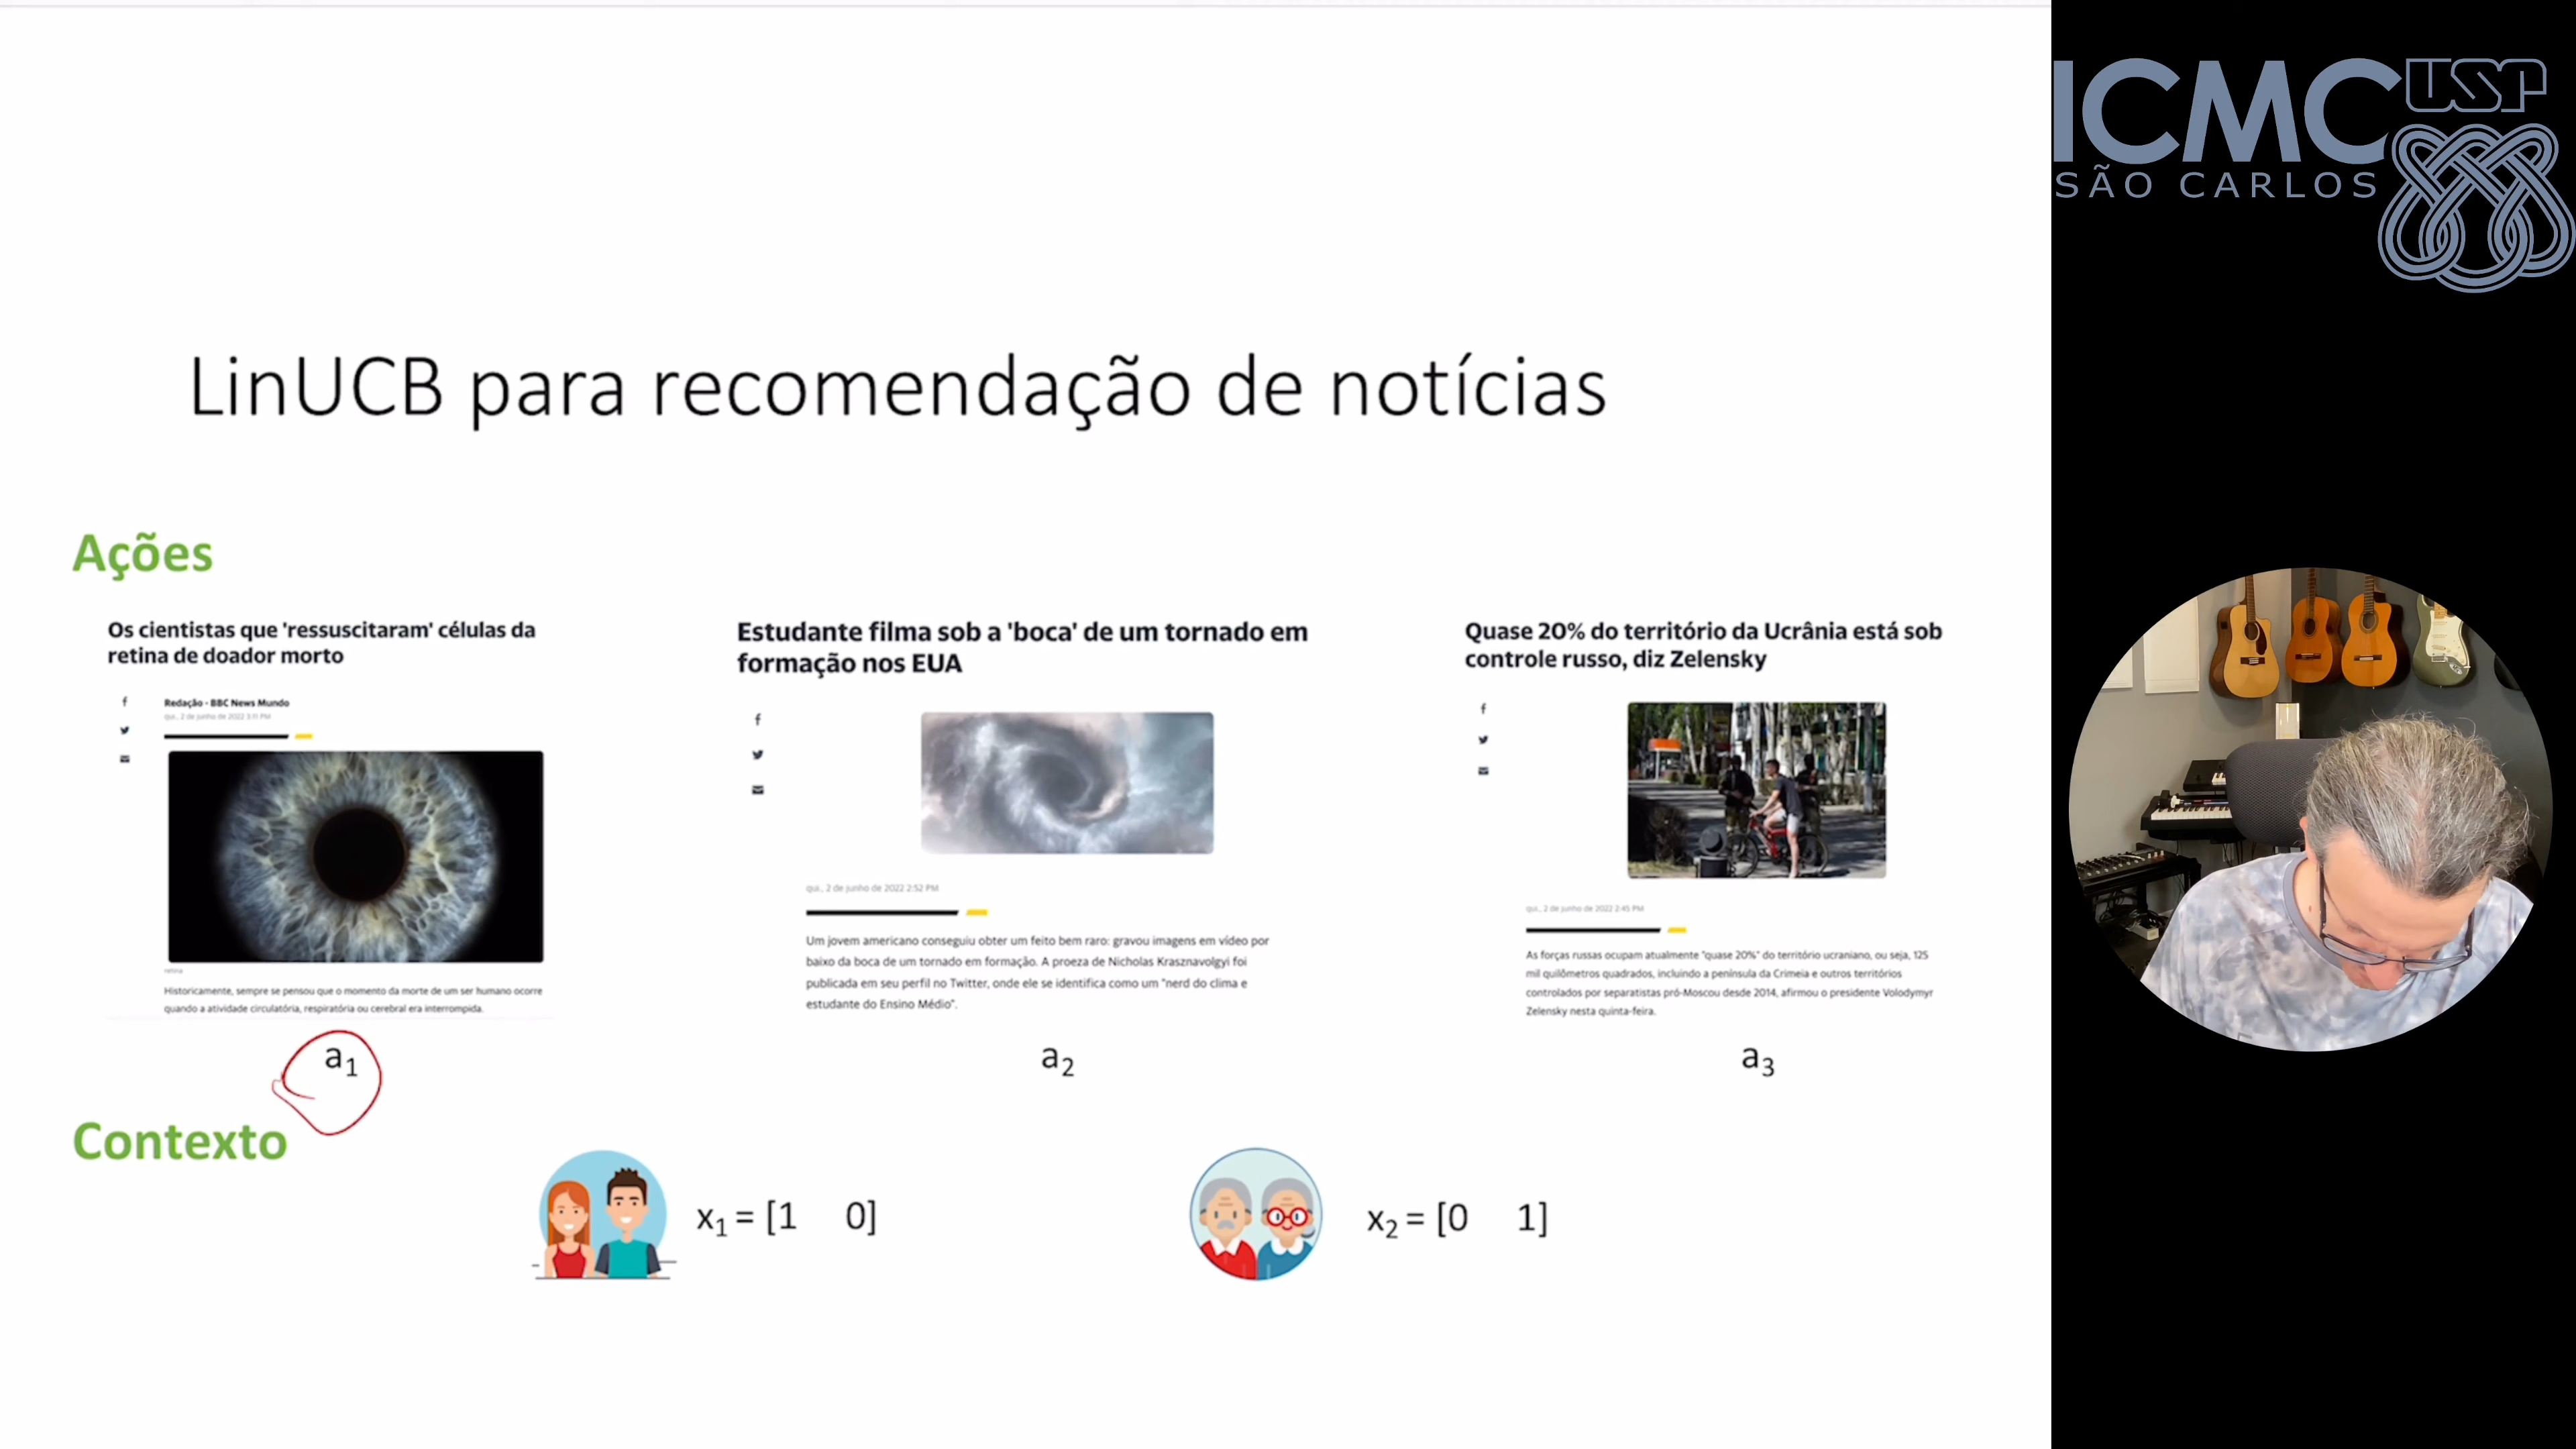 ICMC USP
SÃO CARLOS
LinUCB para recomendação de notícias
Ações
Os cientistas que 'ressuscitaram' células da
retina de doador morto
Redação - BBC News Mundo
qui., 2 de junho de 2022 3:11 PM
retina
Historicamente, sempre se pensou que o momento da morte de um ser humano ocorre
quando a atividade circulatória, respiratória ou cerebral era interrompida.
a1
Estudante filma sob a 'boca' de um tornado em
formação nos EUA
qui., 2 de junho de 2022 2:52 PM
Um jovem americano conseguiu obter um feito bem raro: gravou imagens em vídeo por
baixo da boca de um tornado em formação. A proeza de Nicholas Krasznavolgyi foi
publicada em seu perfil no Twitter, onde ele se identifica como um "nerd do clima e
estudante do Ensino Médio".
a2
Quase 20% do território da Ucrânia está sob
controle russo, diz Zelensky
qui., 2 de junho de 2022 2:45 PM
As forças russas ocupam atualmente "quase 20%" do território ucraniano, ou seja, 125
mil quilômetros quadrados, incluindo a península da Crimeia e outros territórios
controlados por separatistas pró-Moscou desde 2014, afirmou o presidente Volodymyr
Zelensky nesta quinta-feira.
a3
Contexto
x1 = [1 0]
x2 = [0 1]